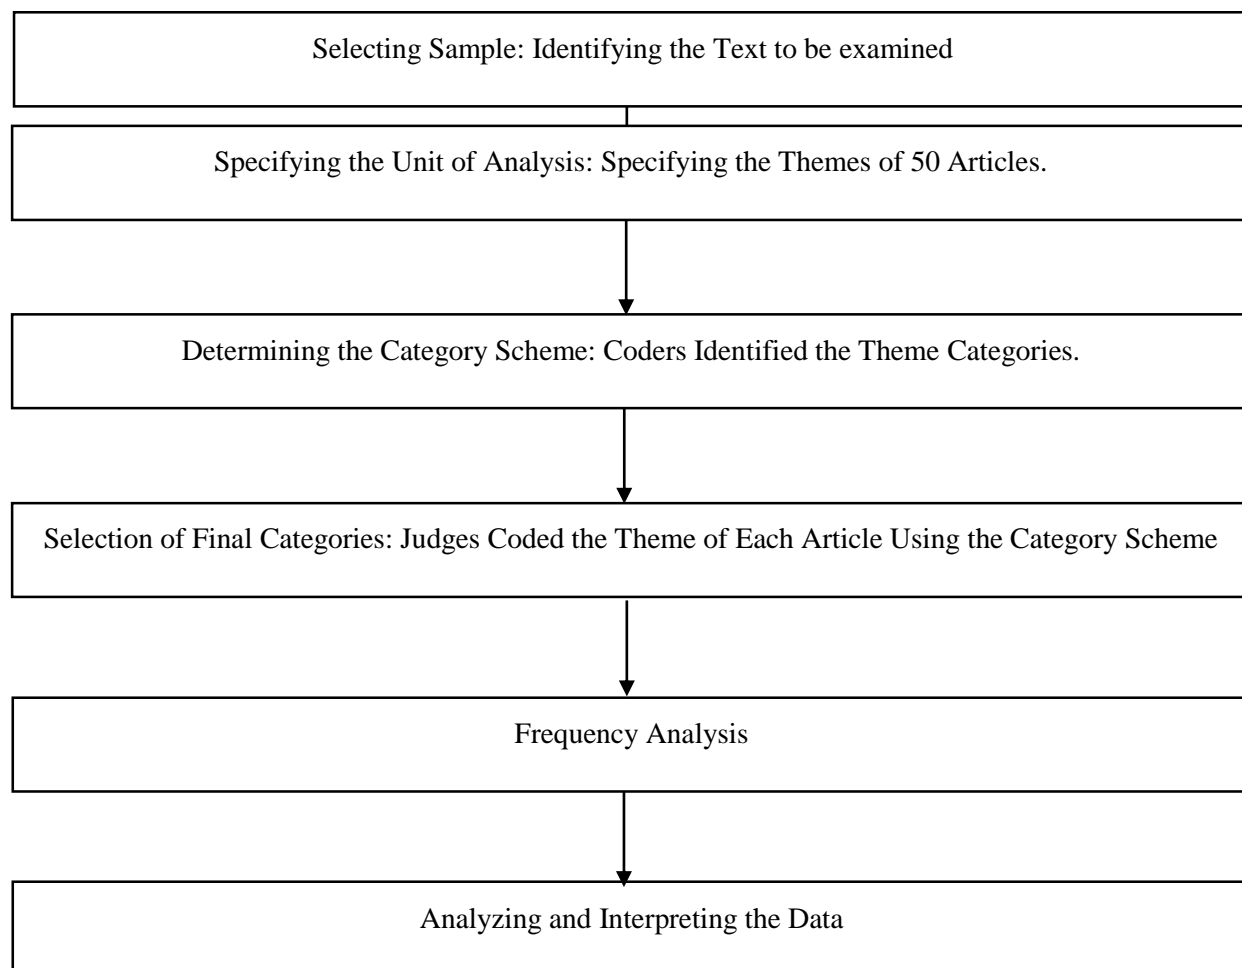 Selecting Sample: Identifying the Text to be examined
Specifying the Unit of Analysis: Specifying the Themes of 50 Articles.
Determining the Category Scheme: Coders Identified the Theme Categories.
Selection of Final Categories: Judges Coded the Theme of Each Article Using the Category Scheme
Frequency Analysis
Analyzing and Interpreting the Data